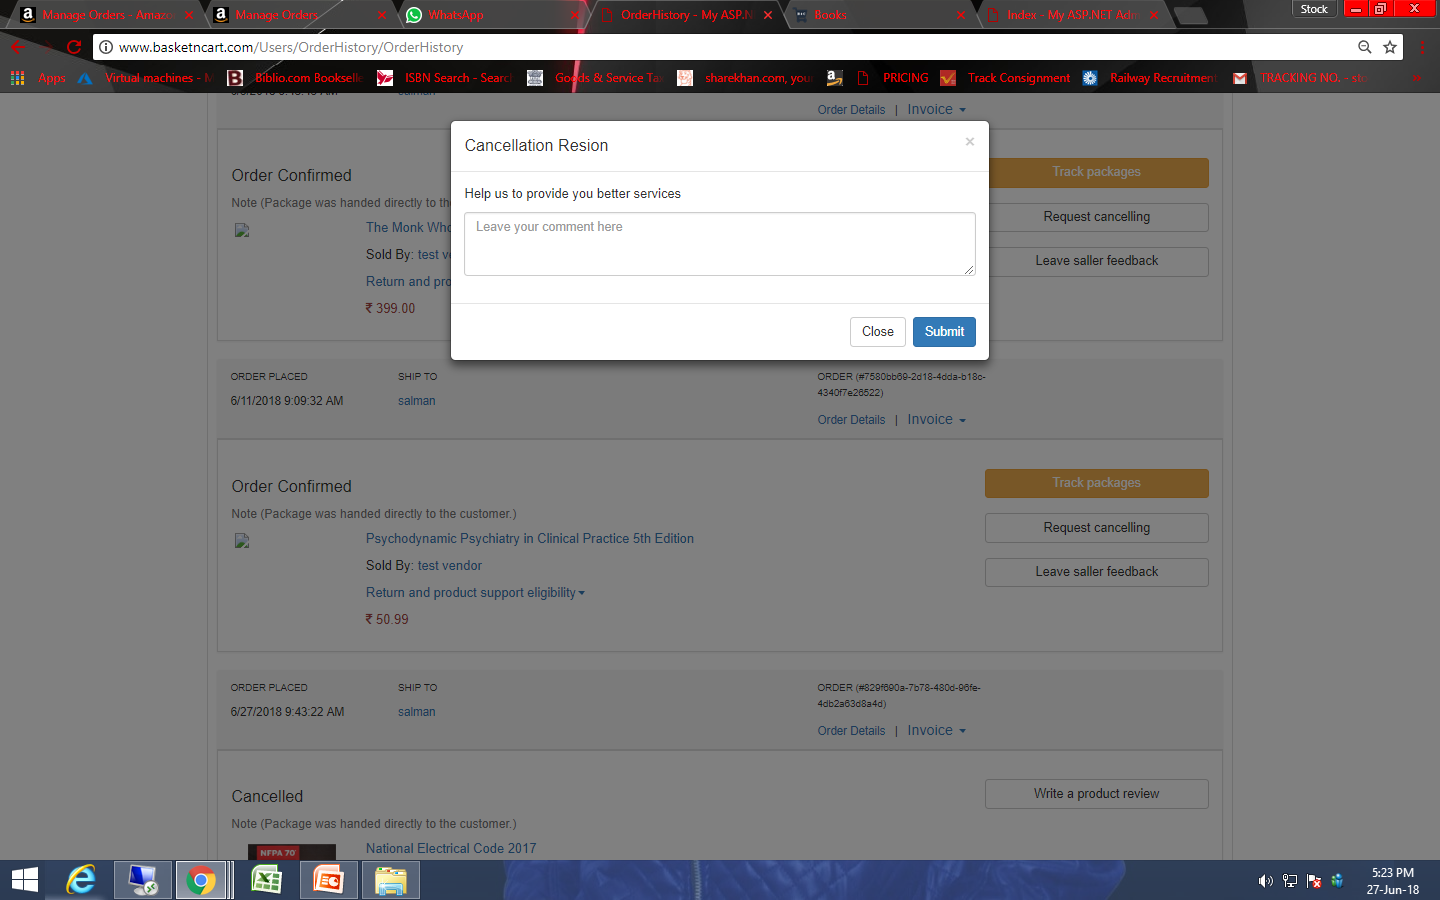 Manage Orders - Amazo
Manage Orders
WhatsApp
OrderHistory - My ASP.N
Books
Index - My ASP.NET Adm
Stock
www.basketncart.com/Users/OrderHistory/OrderHistory
Apps
Virtual machines - M
Biblio.com Bookselle
ISBN Search - Search
Goods & Service Tax
sharekhan.com, your
PRICING
Track Consignment
Railway Recruitment
TRACKING NO. - sto
salman
Order Details | Invoice
Cancellation Resion
×
Help us to provide you better services
Leave your comment here
Close
Submit
Order Confirmed
Note (Package was handed directly to the
The Monk Who
Sold By: test ve
Return and pro
₹ 399.00
Track packages
Request cancelling
Leave saller feedback
ORDER PLACED
6/11/2018 9:09:32 AM
SHIP TO
salman
ORDER (#7580bb69-2d18-4dda-b18c-
4340f7e26522)
Order Details | Invoice
Order Confirmed
Note (Package was handed directly to the customer.)
Psychodynamic Psychiatry in Clinical Practice 5th Edition
Sold By: test vendor
Return and product support eligibility
₹ 50.99
Track packages
Request cancelling
Leave saller feedback
ORDER PLACED
6/27/2018 9:43:22 AM
SHIP TO
salman
ORDER (#829f690a-7b78-480d-96fe-
4db2a63d8a4d)
Order Details | Invoice
Cancelled
Note (Package was handed directly to the customer.)
NFPA 70
National Electrical Code 2017
Write a product review
5:23 PM
27-Jun-18